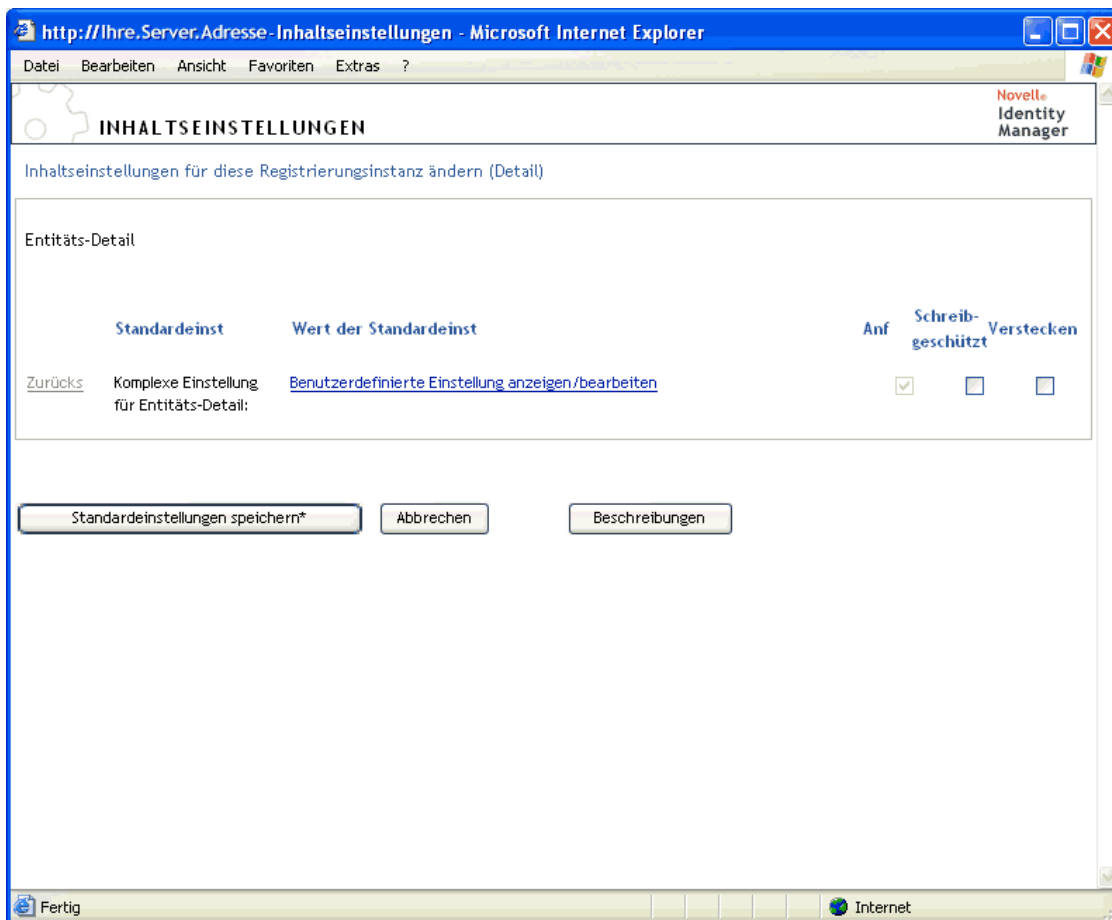 http://Ihre.Server.Adresse-Inhaltseinstellungen - Microsoft Internet Explorer
Datei Bearbeiten Ansicht Favoriten Extras ?
Novell®
Identity
Manager
INHALTSEINSTELLUNGEN
Inhaltseinstellungen für diese Registrierungsinstanz ändern (Detail)
Entitäts-Detail
Standardeinst Wert der Standardeinst Anf Schreib-
geschützt Verstecken
Zurücks Komplexe Einstellung Benutzerdefinierte Einstellung anzeigen/bearbeiten
für Entitäts-Detail:
Standardeinstellungen speichern* Abbrechen Beschreibungen
Fertig Internet